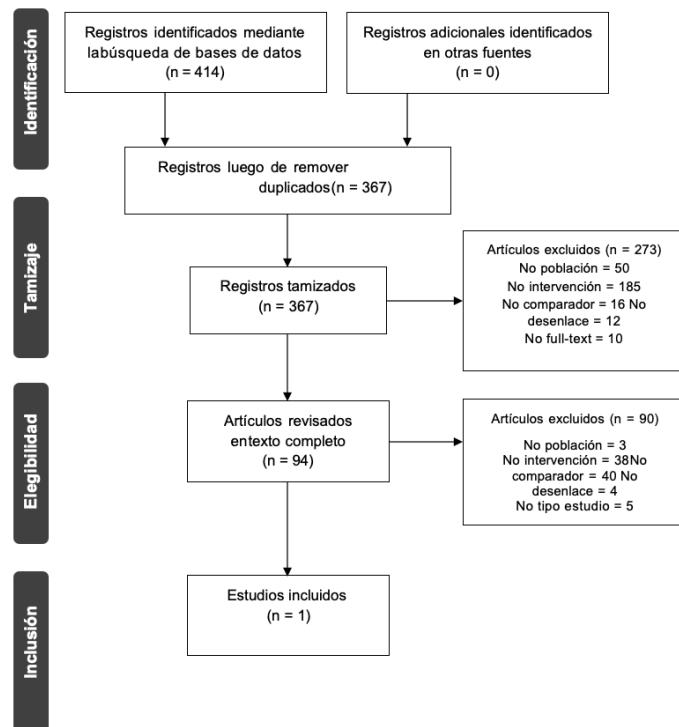 Identificación
Registros identificados mediante
labúsqueda de bases de datos
(n = 414)
Registros adicionales identificados
en otras fuentes
(n = 0)
Registros luego de remover
duplicados(n = 367)
Tamizaje
Registros tamizados
(n = 367)
Artículos excluidos (n = 273)
No población = 50
No intervención = 185
No comparador = 16 No
desenlace = 12
No full-text = 10
Elegibilidad
Artículos revisados
entexto completo
(n = 94)
Artículos excluidos (n = 90)
No población = 3
No intervención = 38No
comparador = 40 No
desenlace = 4
No tipo estudio = 5
Inclusión
Estudios incluidos
(n = 1)